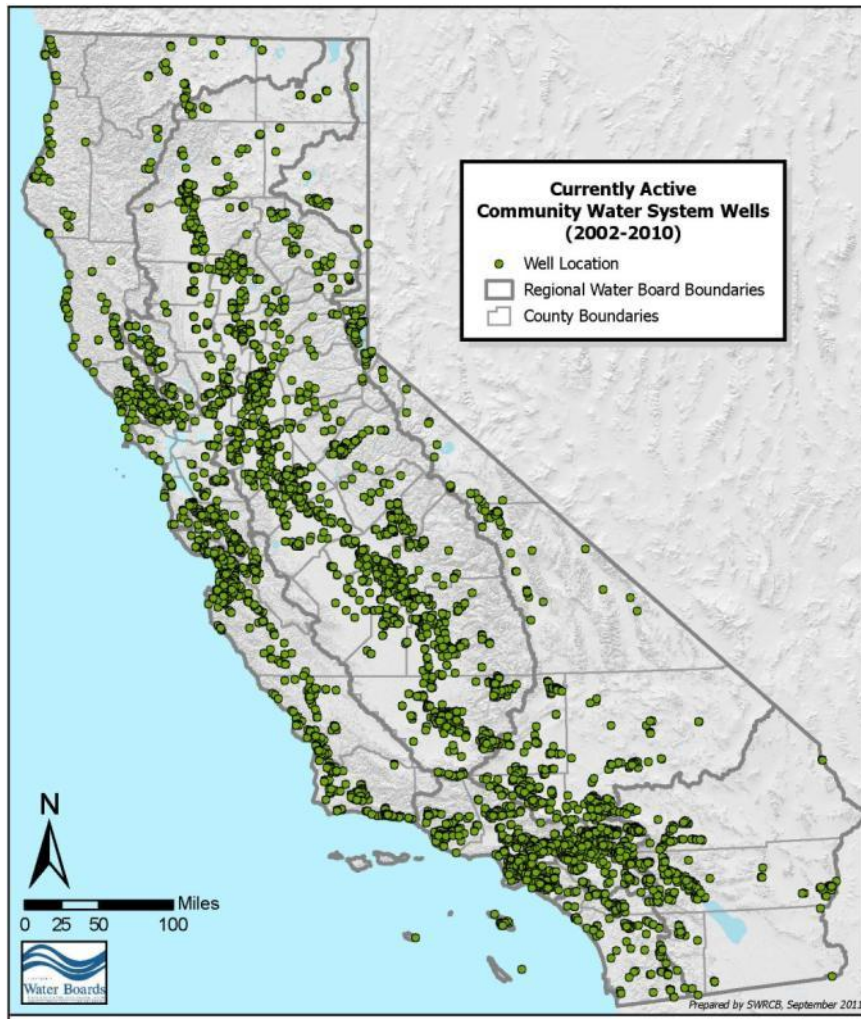 Currently Active
Community Water System Wells
(2002-2010)
Well Location
Regional Water Board Boundaries
County Boundaries
N
Miles
0 25 50 100
Water Boards
Prepared by SWRCB, September 2011